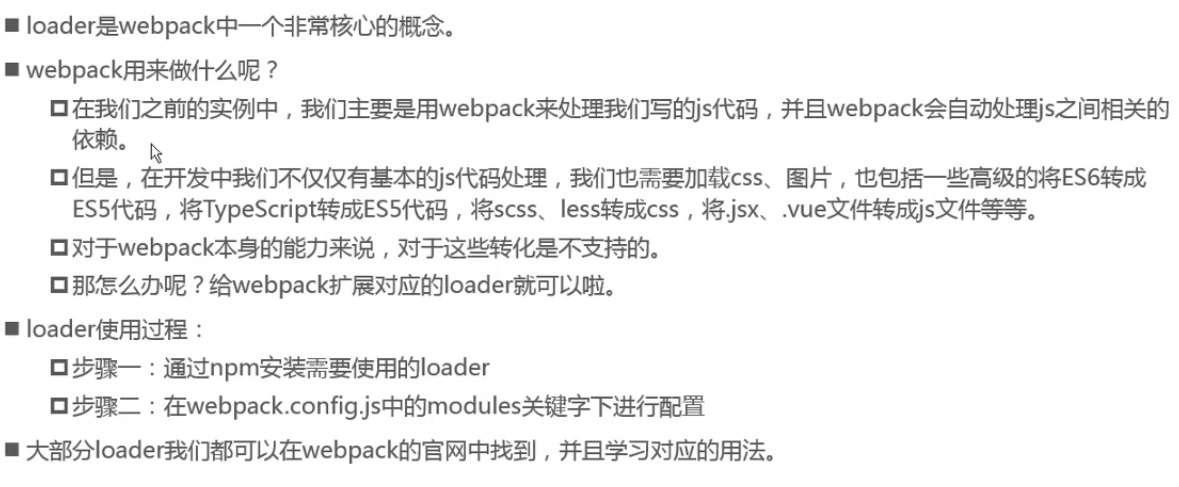 ■ loader是webpack中一个非常核心的概念。
■ webpack用来做什么呢？
在我们之前的实例中，我们主要是用webpack来处理我们写的js代码，并且webpack会自动处理js之间相关的
依赖。
但是，在开发中我们不仅仅有基本的js代码处理，我们也需要加载css、图片，也包括一些高级的将ES6转成
ES5代码，将TypeScript转成ES5代码，将scss、less转成css，将.jsx、.vue文件转成js文件等等。
对于webpack本身的能力来说，对于这些转化是不支持的。
那怎么办呢？给webpack扩展对应的loader就可以啦。
■ loader使用过程：
步骤一：通过npm安装需要使用的loader
步骤二：在webpack.config.js中的modules关键字下进行配置
■ 大部分loader我们都可以在webpack的官网中找到，并且学习对应的用法。